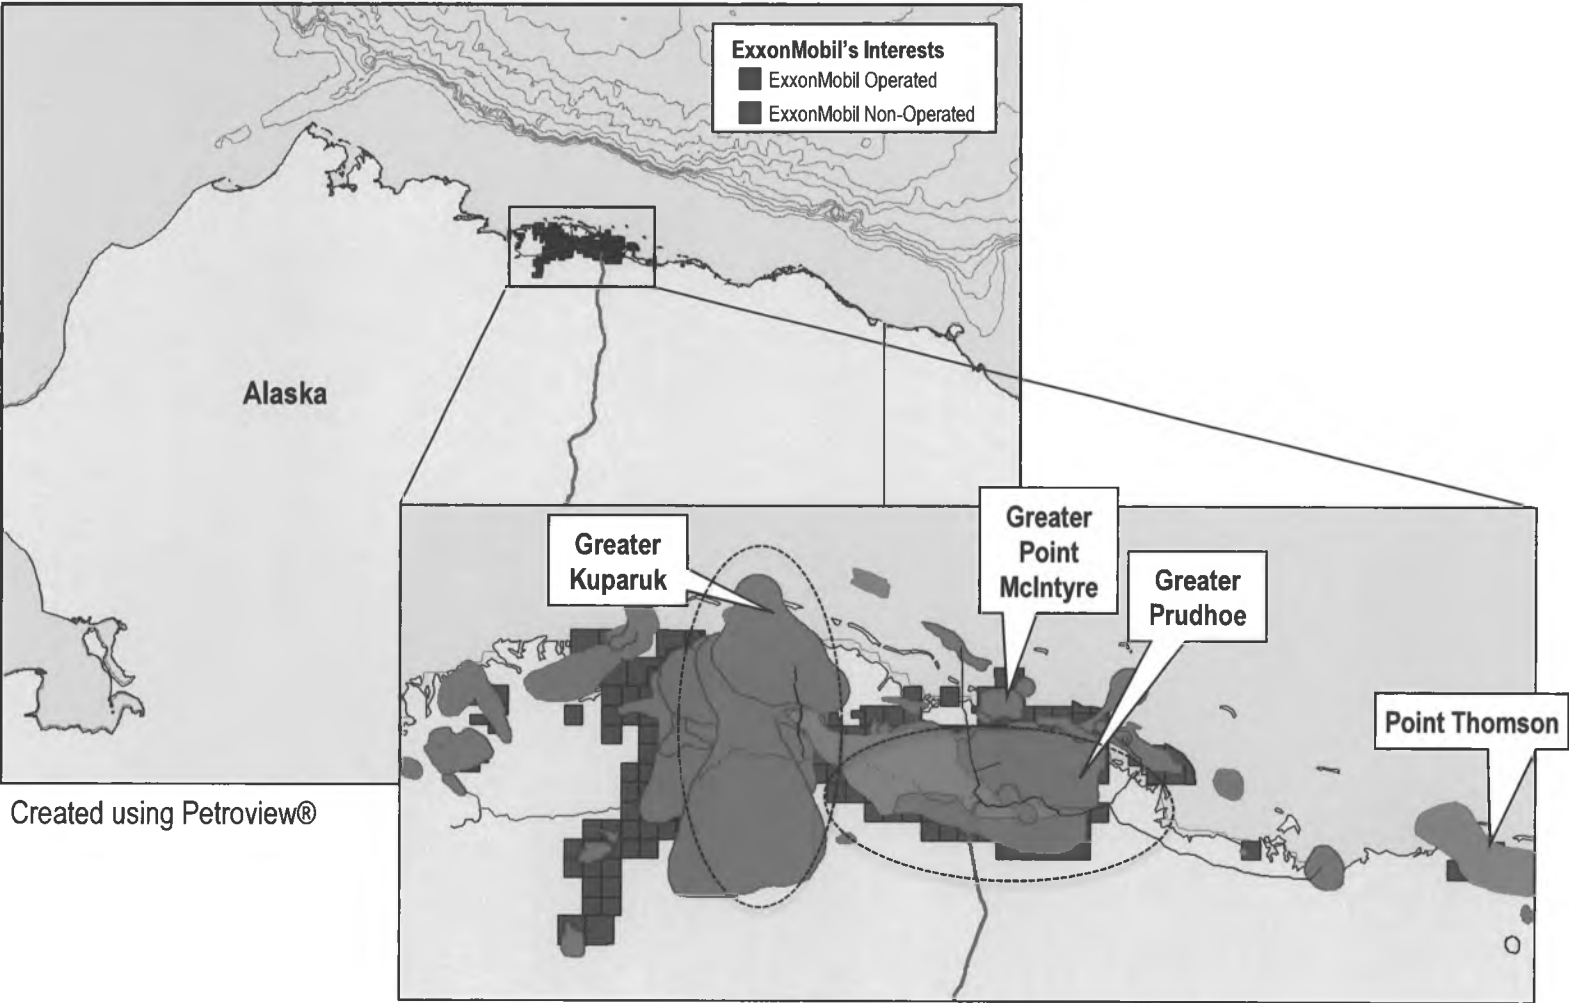 ExxonMobil's Interests
ExxonMobil Operated
ExxonMobil Non-Operated
Alaska
Greater
Kuparuk
Greater
Point
McIntyre
Greater
Prudhoe
Point Thomson
Created using Petroview®